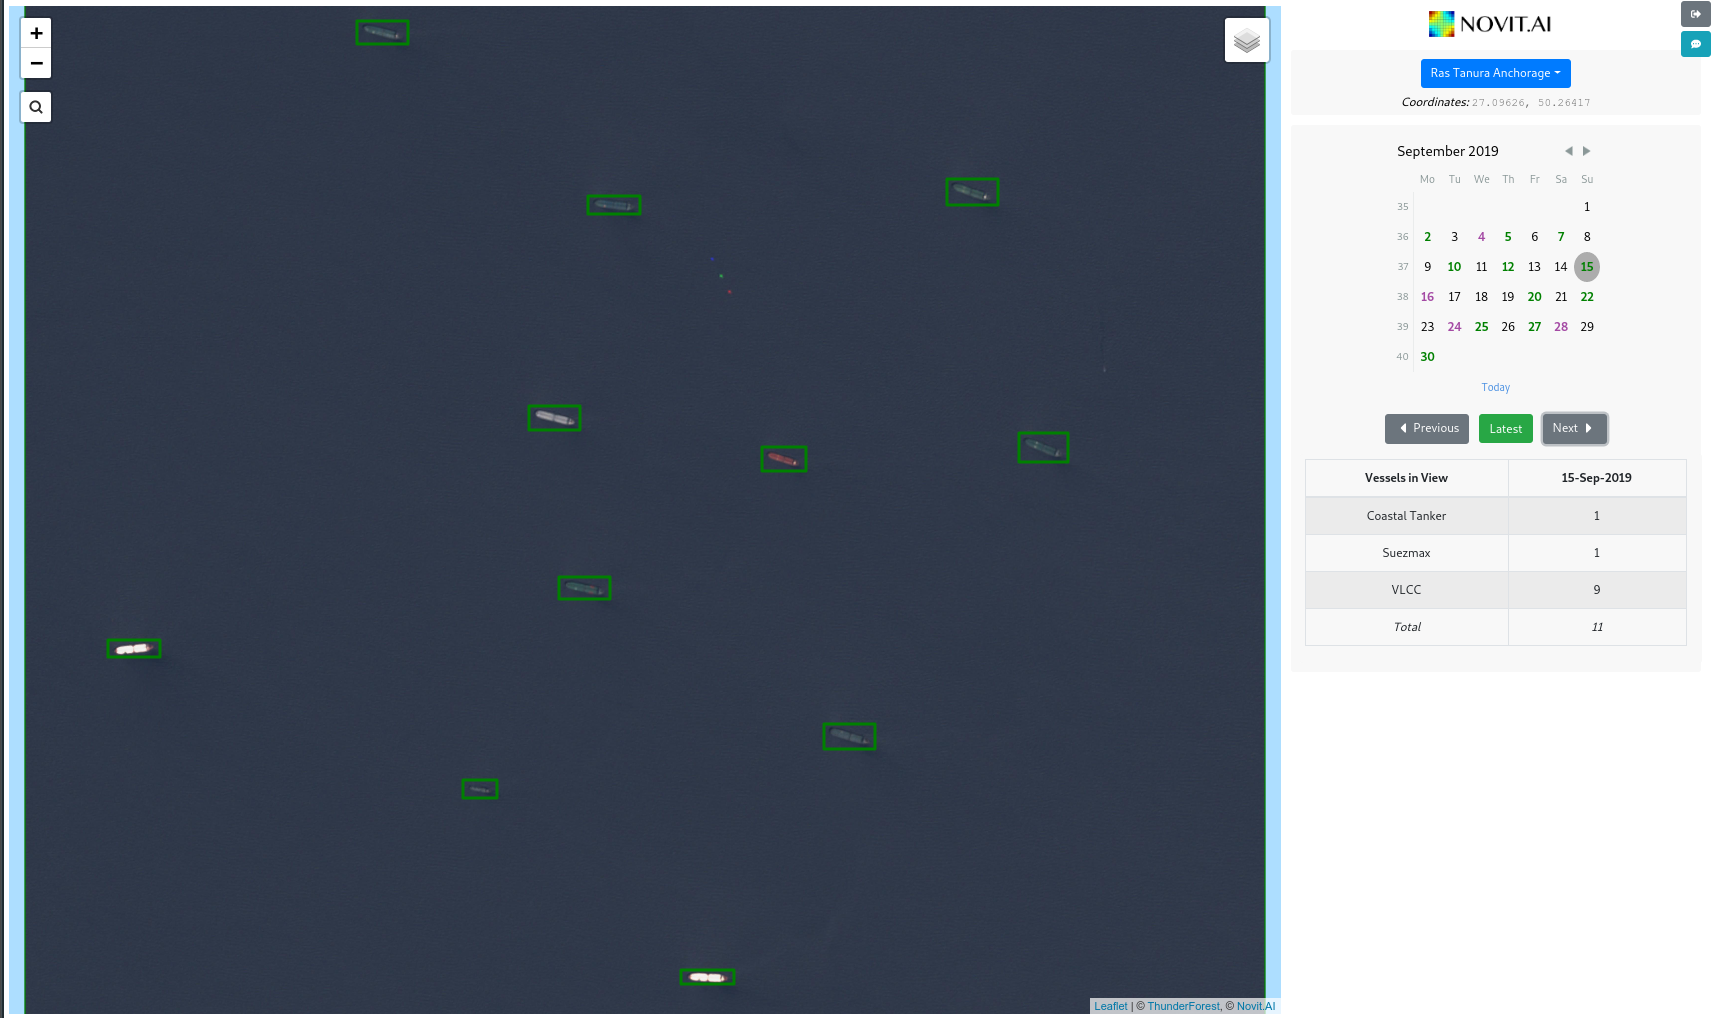 +
−
NOVIT.AI
Ras Tanura Anchorage
Coordinates: 27.09626, 50.26417
September 2019
Mo Tu We Th Fr Sa Su
35 1
36 2 3 4 5 6 7 8
37 9 10 11 12 13 14 15
38 16 17 18 19 20 21 22
39 23 24 25 26 27 28 29
40 30
Today
Previous Latest Next
Vessels in View 15-Sep-2019
Coastal Tanker 1
Suezmax 1
VLCC 9
Total 11
Leaflet | © ThunderForest, © Novit.AI